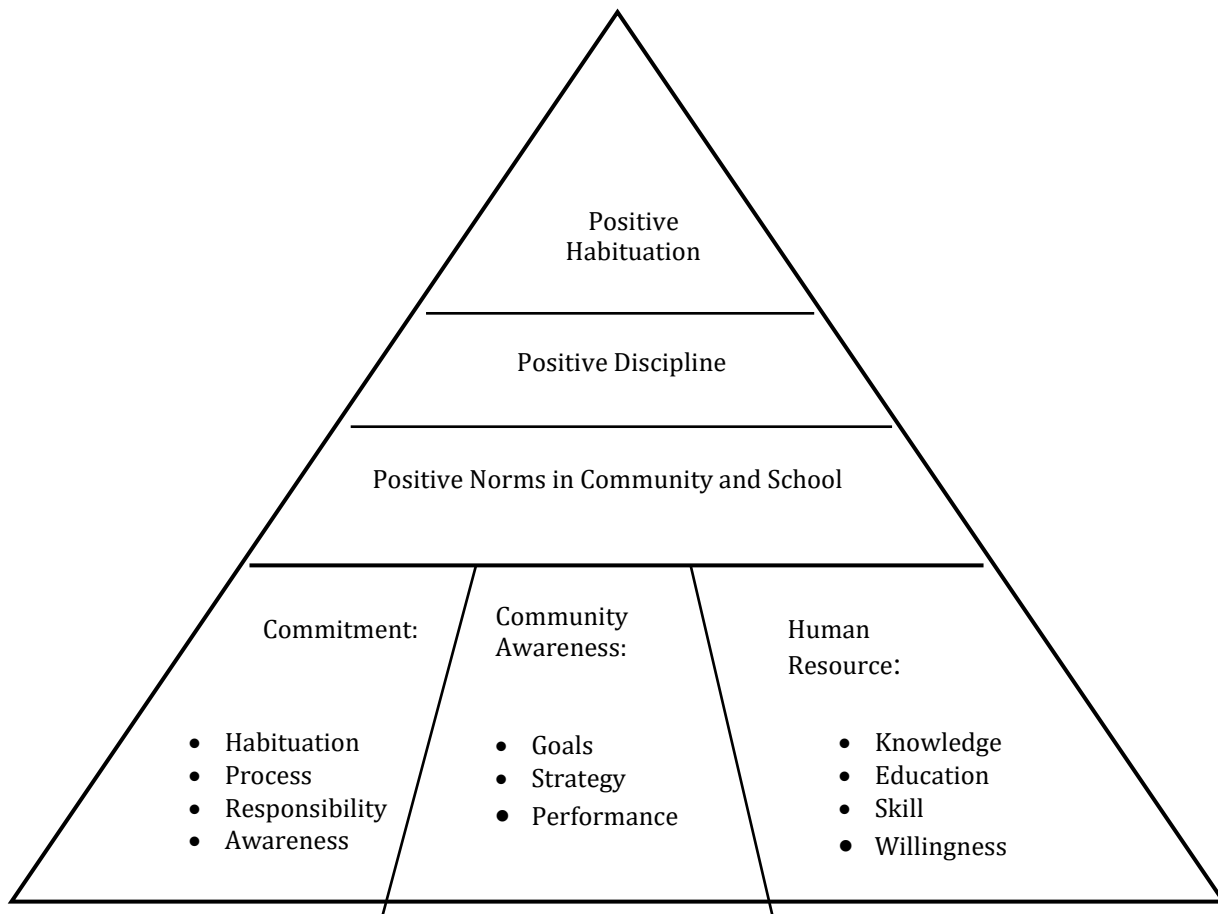 Positive
Habituation
Positive Discipline
Positive Norms in Community and School
Commitment:
• Habituation
• Process
• Responsibility
• Awareness
Community
Awareness:
• Goals
• Strategy
• Performance
Human
Resource:
• Knowledge
• Education
• Skill
• Willingness